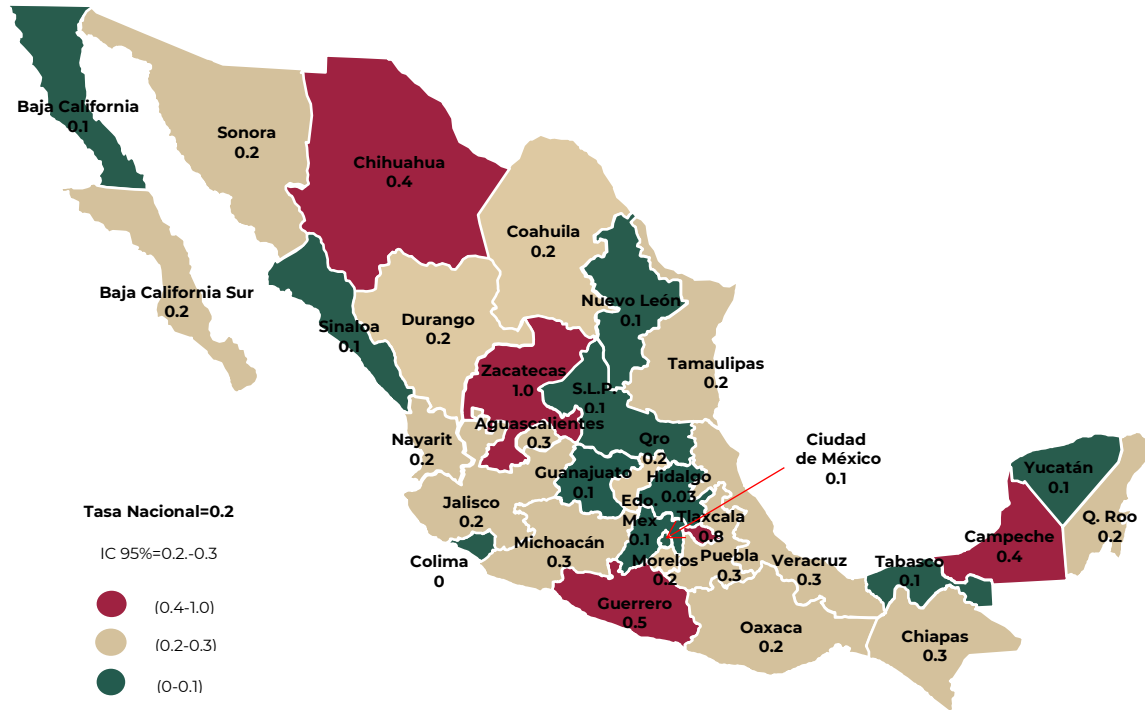 Baja California
0.1
Sonora
0.2
Chihuahua
0.4
Coahuila
0.2
Baja California Sur
0.2
Nuevo León
0.1
Sinaloa
0.1
Durango
0.2
Tamaulipas
0.2
Zacatecas
1.0
S.L.P.
0.1
Aguascalientes
0.3
Nayarit
0.2
Qro
0.2
Ciudad
de México
0.1
Guanajuato
0.1
Hidalgo
0.03
Yucatán
0.1
Jalisco
0.2
Edo.
Mex
0.1
Tlaxcala
0.8
Q. Roo
0.2
Campeche
0.4
Michoacán
0.3
Colima
0
Morelos
0.2
Puebla
0.3
Veracruz
0.3
Tabasco
0.1
Guerrero
0.5
Oaxaca
0.2
Chiapas
0.3
Tasa Nacional=0.2
IC 95%=0.2.-0.3
(0.4-1.0)
(0.2-0.3)
(0-0.1)